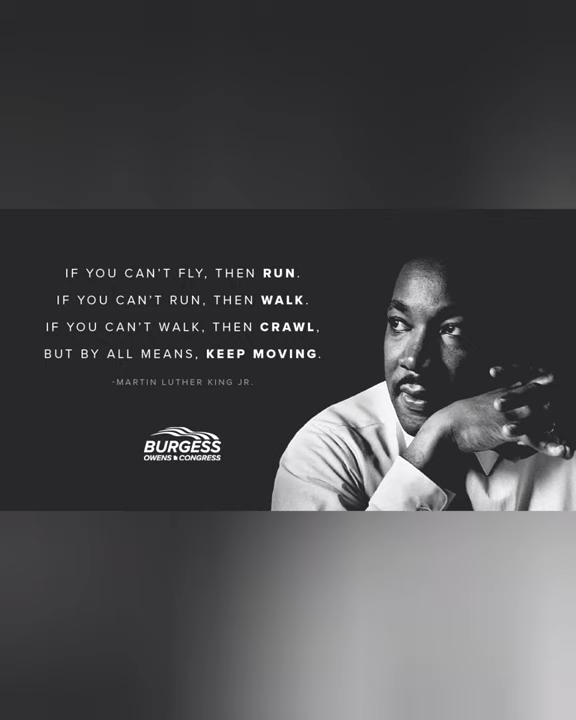 IF YOU CAN'T FLY, THEN RUN.
IF YOU CAN'T RUN, THEN WALK.
IF YOU CAN'T WALK, THEN CRAWL,
BUT BY ALL MEANS, KEEP MOVING.
-MARTIN LUTHER KING JR.
BURGESS
OWENS CONGRESS